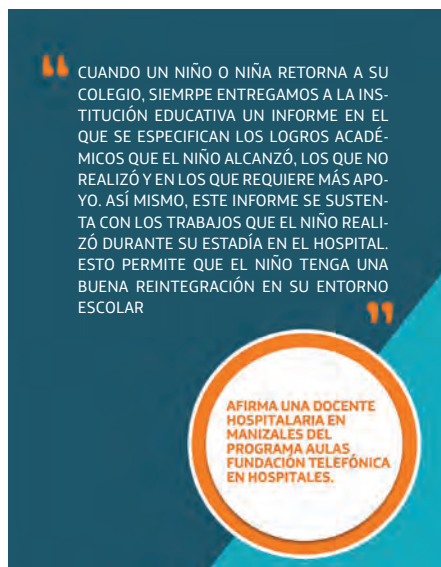 “
CUANDO UN NIÑO O NIÑA RETORNA A SU
COLEGIO, SIEMRPE ENTREGAMOS A LA INS-
TITUCIÓN EDUCATIVA UN INFORME EN EL
QUE SE ESPECIFICAN LOS LOGROS ACADÉ-
MICOS QUE EL NIÑO ALCANZÓ, LOS QUE NO
REALIZÓ Y EN LOS QUE REQUIERE MÁS APO-
YO. ASÍ MISMO, ESTE INFORME SE SUSTEN-
TA CON LOS TRABAJOS QUE EL NIÑO REALI-
ZÓ DURANTE SU ESTADÍA EN EL HOSPITAL.
ESTO PERMITE QUE EL NIÑO TENGA UNA
BUENA REINTEGRACIÓN EN SU ENTORNO
ESCOLAR
”
AFIRMA UNA DOCENTE
HOSPITALARIA EN
MANIZALES DEL
PROGRAMA AULAS
FUNDACIÓN TELEFÓNICA
EN HOSPITALES.